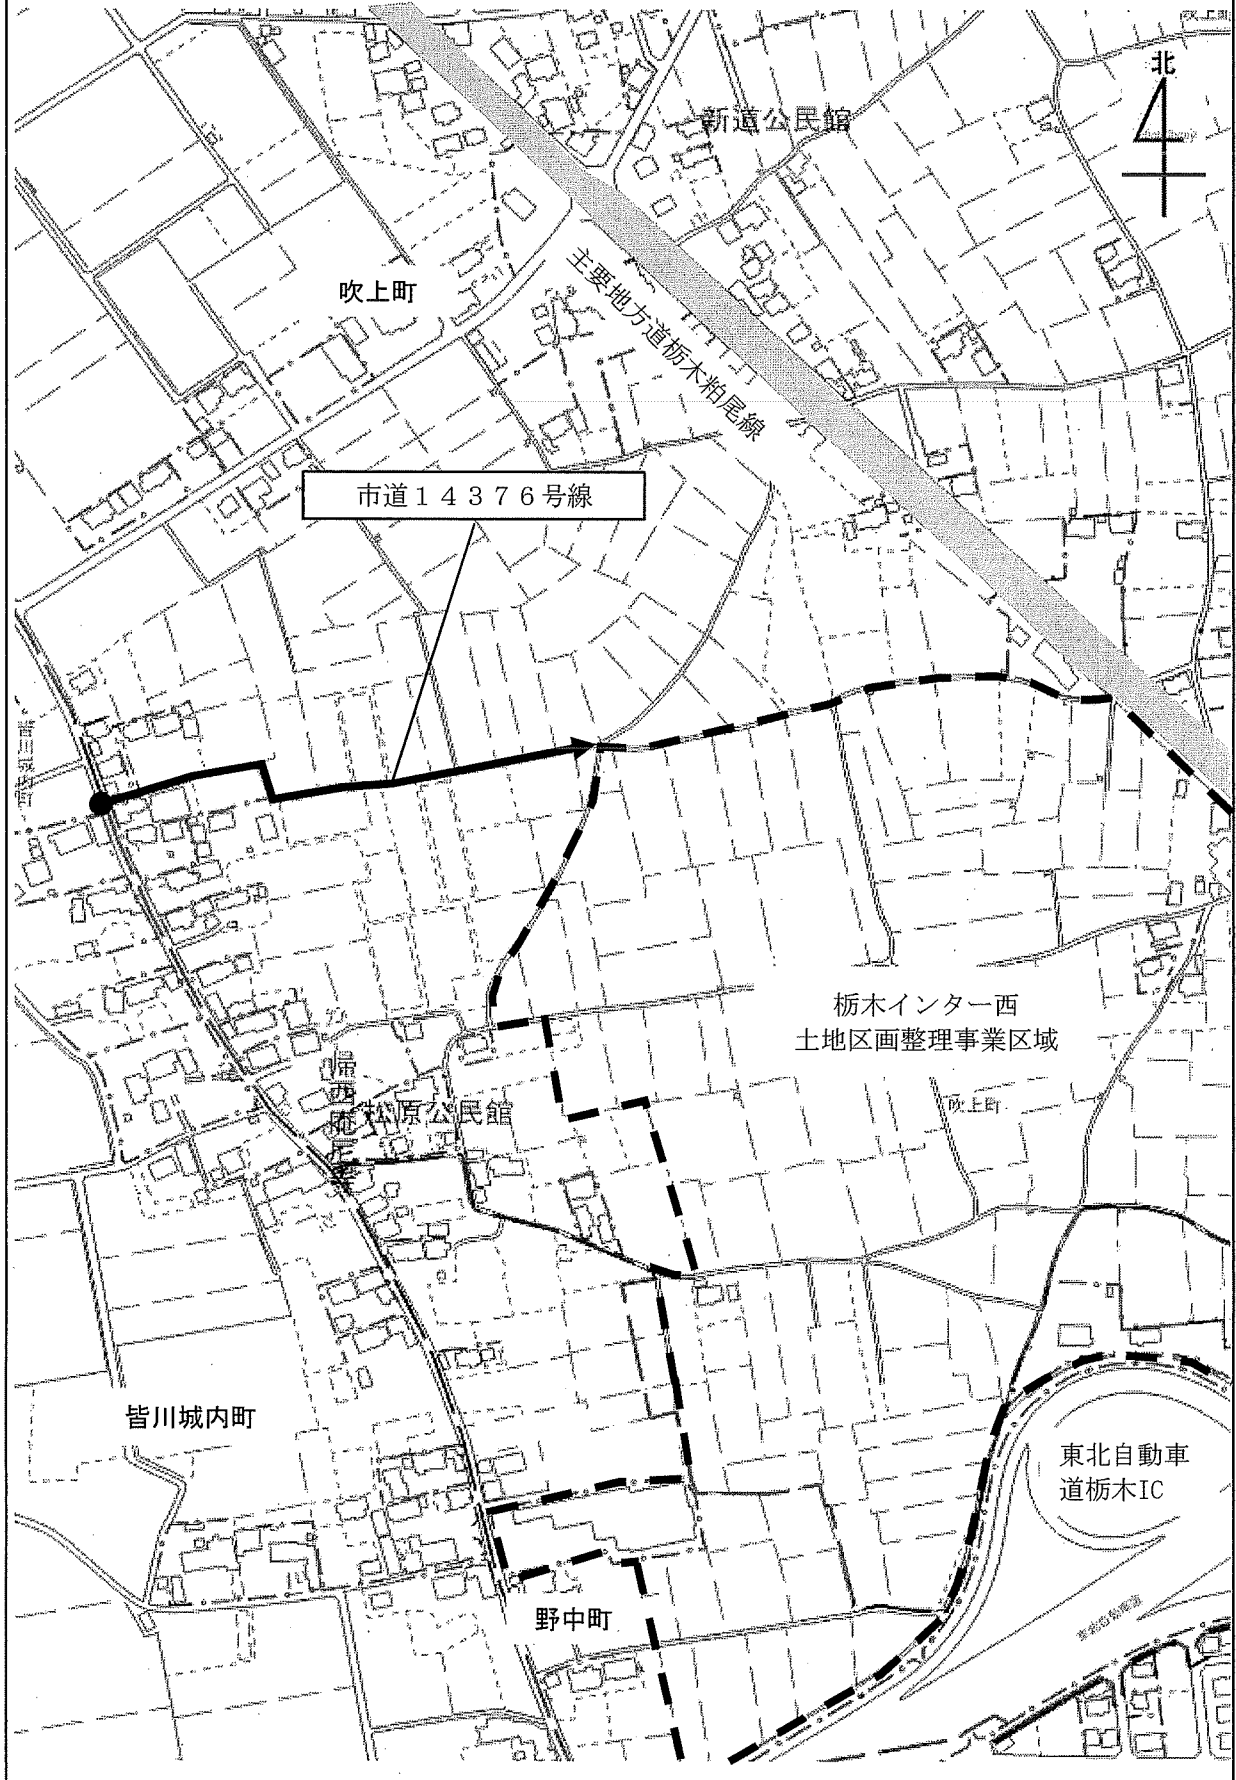 吹上町
北
新道公民館
吹上町
主要地方道栃木粕尾線
市道14376号線
栃木インター西
土地区画整理事業区域
吹上町
松原公民館
皆川城内町
東北自動車
道栃木IC
野中町